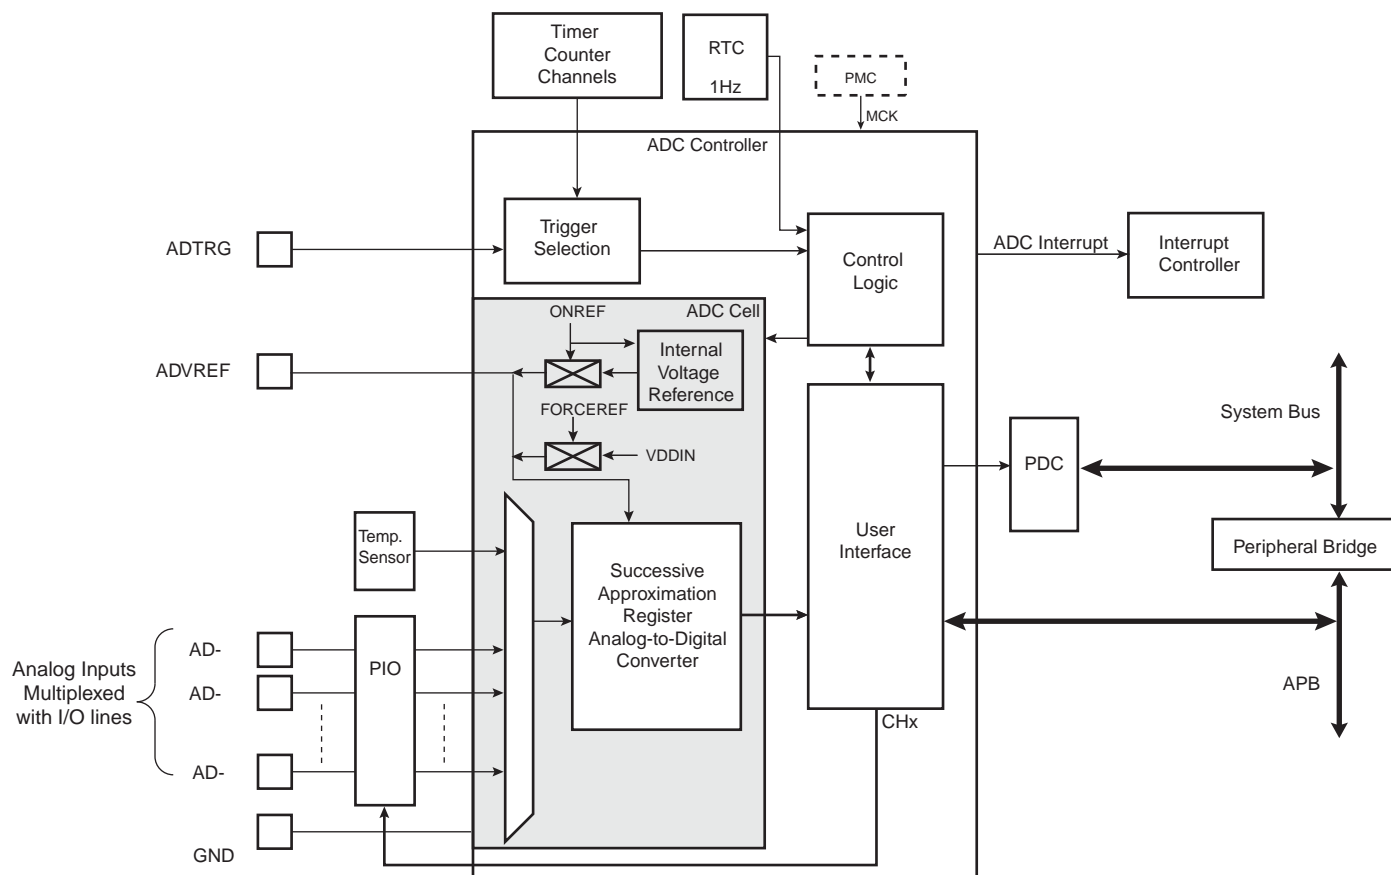 Timer
Counter
Channels
RTC
1Hz
PMC
MCK
ADC Controller
ADTRG
Trigger
Selection
Control
Logic
ADC Interrupt
Interrupt
Controller
ONREF
ADC Cell
ADVREF
Internal
Voltage
Reference
FORCEREF
VDDIN
System Bus
PDC
Temp.
Sensor
User
Interface
Peripheral Bridge
Successive
Approximation
Register
Analog-to-Digital
Converter
Analog Inputs
Multiplexed
with I/O lines
AD-
AD-
AD-
PIO
APB
CHx
GND